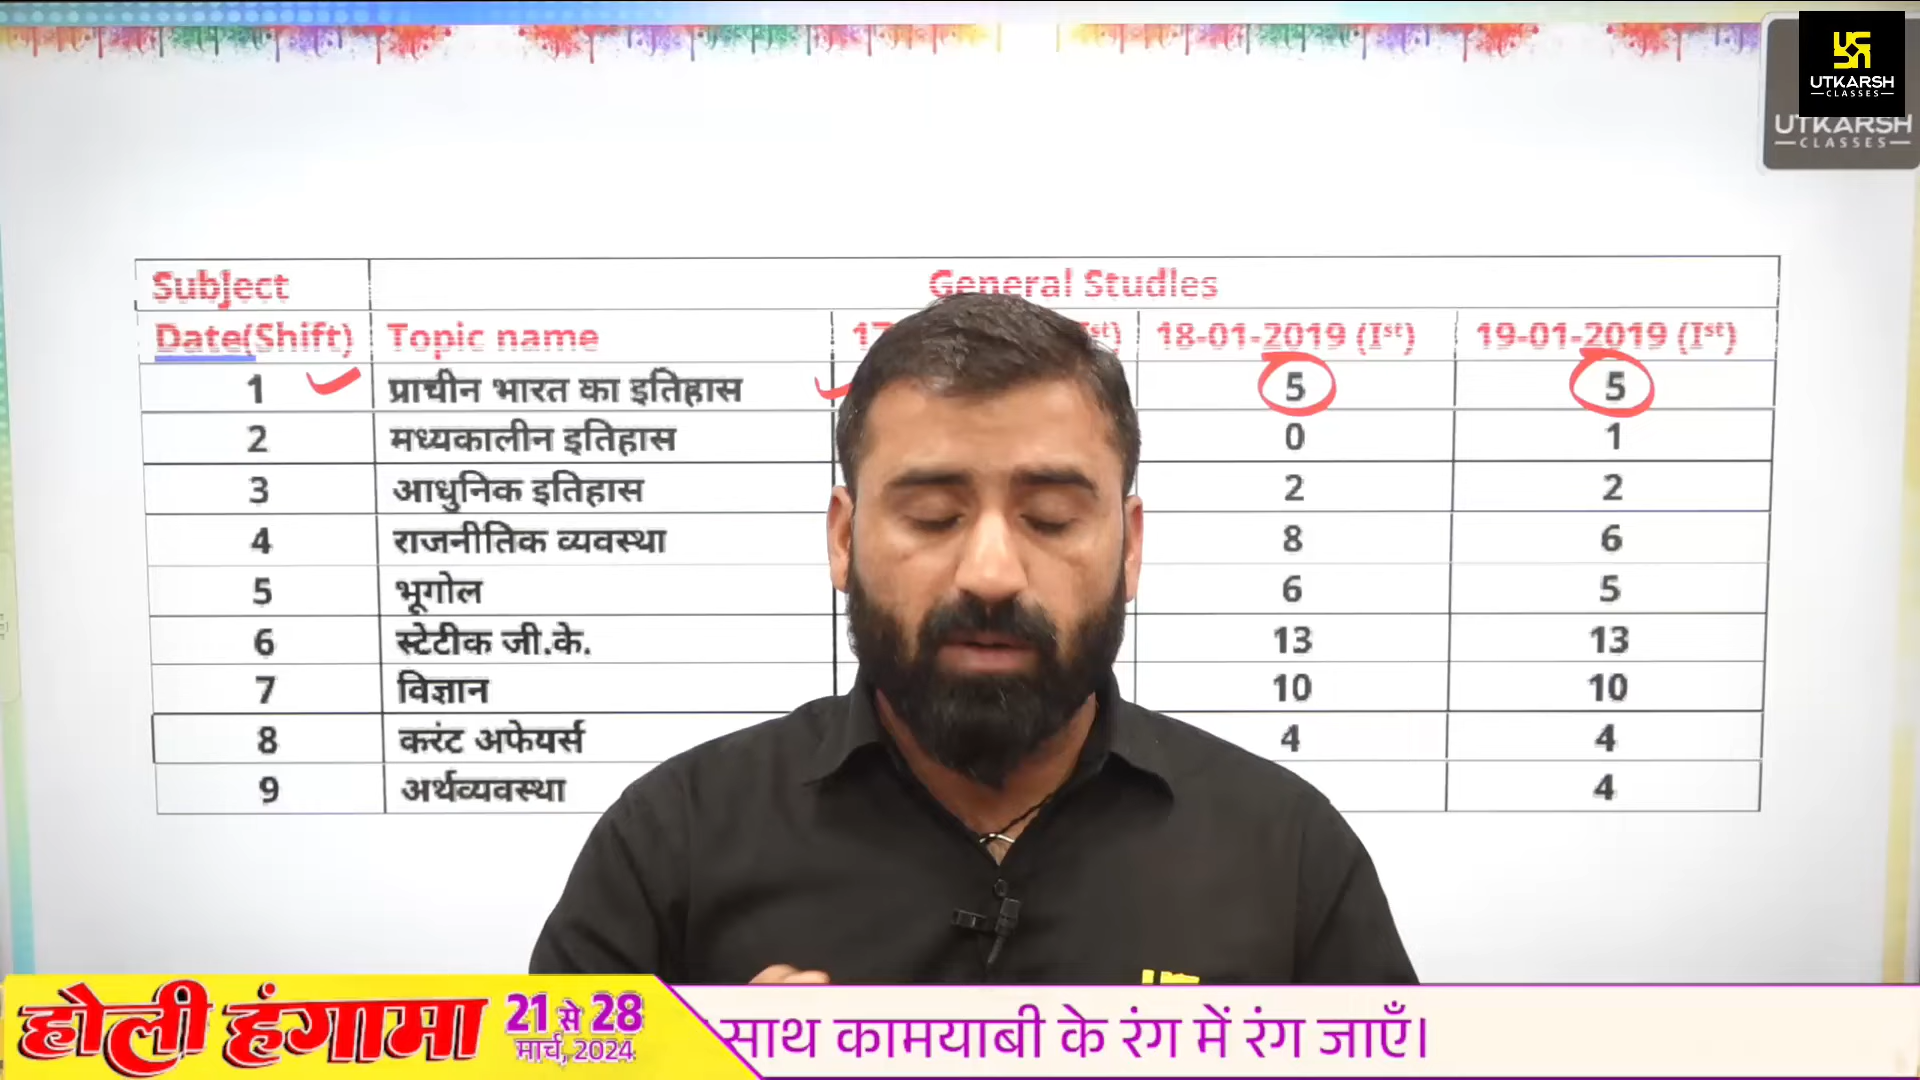 UTKARSH
CLASSES
UTKARSH
CLASSES
Subject General Studies
Date(Shift) Topic name 18-01-2019 (Ist) 19-01-2019 (Ist)
1 प्राचीन भारत का इतिहास 5 5
2 मध्यकालीन इतिहास 0 1
3 आधुनिक इतिहास 2 2
4 राजनीतिक व्यवस्था 8 6
5 भूगोल 6 5
6 स्टेटीक जी.के. 13 13
7 विज्ञान 10 10
8 करंट अफेयर्स 4 4
9 अर्थव्यवस्था 4
होली हंगामा 21 से 28
मार्च, 2024
साथ कामयाबी के रंग में रंग जाएँ।